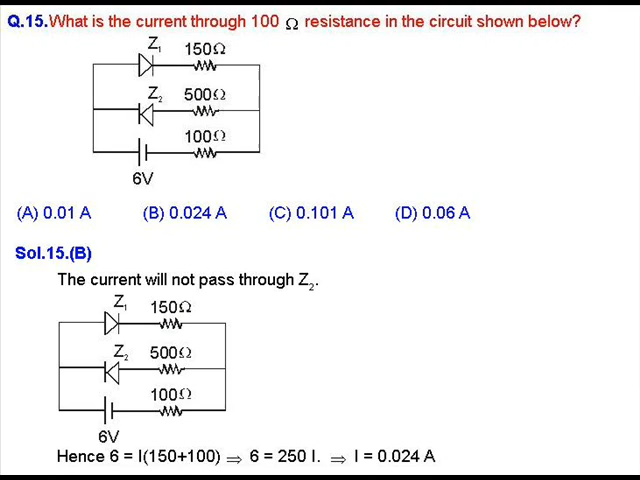 Q.15.What is the current through 100 Ω resistance in the circuit shown below?
Z₁ 150Ω
Z₂ 500Ω
100Ω
6V
(A) 0.01 A (B) 0.024 A (C) 0.101 A (D) 0.06 A
Sol.15.(B)
The current will not pass through Z₂.
Z₁ 150Ω
Z₂ 500Ω
100Ω
6V
Hence 6 = I(150+100) ⇒ 6 = 250 I. ⇒ I = 0.024 A